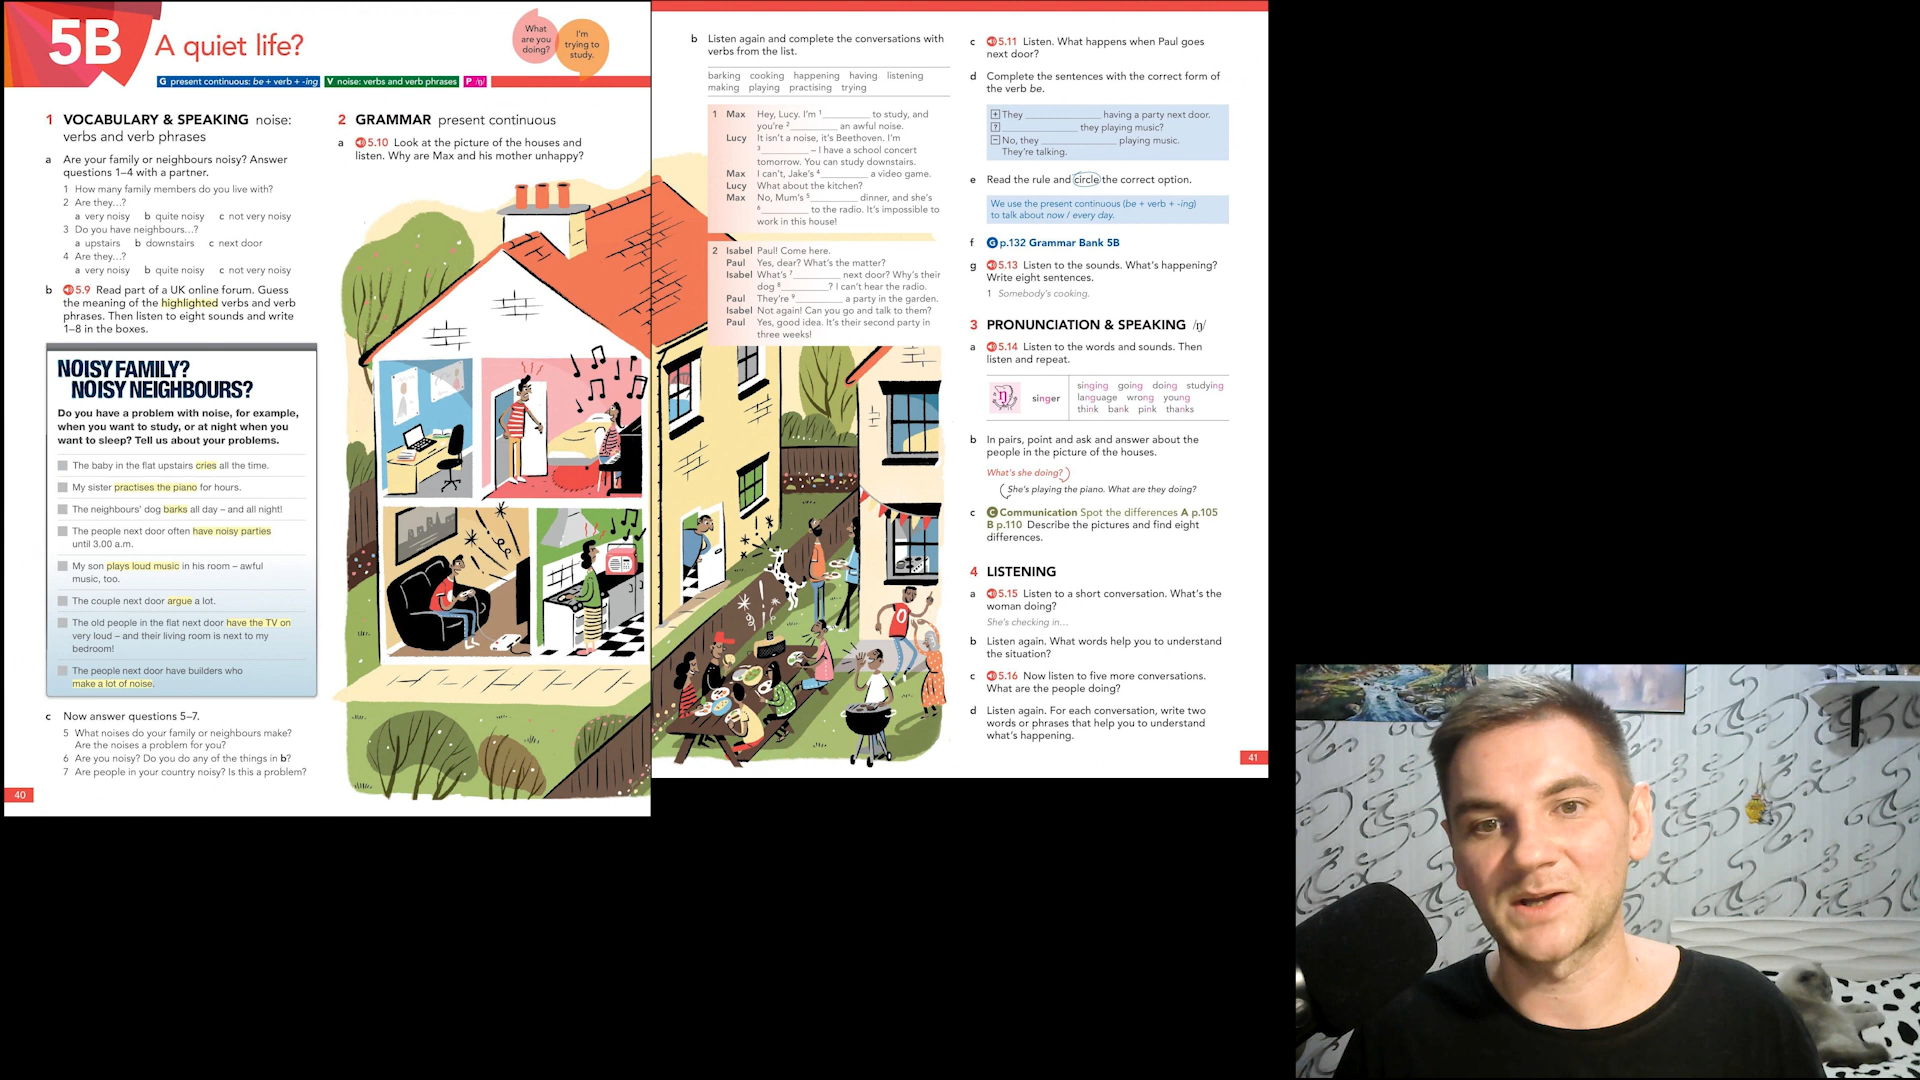 5B
A quiet life?
What
are you
doing?
I'm
trying to
study.
G present continuous: be + verb + -ing V noise: verbs and verb phrases P /ŋ/
1 VOCABULARY & SPEAKING noise:
verbs and verb phrases
a Are your family or neighbours noisy? Answer
questions 1–4 with a partner.
1 How many family members do you live with?
2 Are they…?
a very noisy b quite noisy c not very noisy
3 Do you have neighbours…?
a upstairs b downstairs c next door
4 Are they…?
a very noisy b quite noisy c not very noisy
b 5.9 Read part of a UK online forum. Guess
the meaning of the highlighted verbs and verb
phrases. Then listen to eight sounds and write
1–8 in the boxes.
NOISY FAMILY?
NOISY NEIGHBOURS?
Do you have a problem with noise, for example,
when you want to study, or at night when you
want to sleep? Tell us about your problems.
The baby in the flat upstairs cries all the time.
My sister practises the piano for hours.
The neighbours' dog barks all day – and all night!
The people next door often have noisy parties
until 3.00 a.m.
My son plays loud music in his room – awful
music, too.
The couple next door argue a lot.
The old people in the flat next door have the TV on
very loud – and their living room is next to my
bedroom!
The people next door have builders who
make a lot of noise.
c Now answer questions 5–7.
5 What noises do your family or neighbours make?
Are the noises a problem for you?
6 Are you noisy? Do you do any of the things in b?
7 Are people in your country noisy? Is this a problem?
40
2 GRAMMAR present continuous
a 5.10 Look at the picture of the houses and
listen. Why are Max and his mother unhappy?
b Listen again and complete the conversations with
verbs from the list.
barking cooking happening having listening
making playing practising trying
1 Max Hey, Lucy. I'm 1________ to study, and
you're 2________ an awful noise.
Lucy It isn't a noise, it's Beethoven. I'm
3________ – I have a school concert
tomorrow. You can study downstairs.
Max I can't, Jake's 4________ a video game.
Lucy What about the kitchen?
Max No, Mum's 5________ dinner, and she's
6________ to the radio. It's impossible to
work in this house!
2 Isabel Paul! Come here.
Paul Yes, dear? What's the matter?
Isabel What's 7________ next door? Why's their
dog 8________? I can't hear the radio.
Paul They're 9________ a party in the garden.
Isabel Not again! Can you go and talk to them?
Paul Yes, good idea. It's their second party in
three weeks!
c 5.11 Listen. What happens when Paul goes
next door?
d Complete the sentences with the correct form of
the verb be.
+ They ____________ having a party next door.
? ____________ they playing music?
– No, they ____________ playing music.
They're talking.
e Read the rule and circle the correct option.
We use the present continuous (be + verb + -ing)
to talk about now / every day.
f G p.132 Grammar Bank 5B
g 5.13 Listen to the sounds. What's happening?
Write eight sentences.
1 Somebody's cooking.
3 PRONUNCIATION & SPEAKING /ŋ/
a 5.14 Listen to the words and sounds. Then
listen and repeat.
ŋ
singer
singing going doing studying
language wrong young
think bank pink thanks
b In pairs, point and ask and answer about the
people in the picture of the houses.
What's she doing?
She's playing the piano. What are they doing?
c C Communication Spot the differences A p.105
B p.110 Describe the pictures and find eight
differences.
4 LISTENING
a 5.15 Listen to a short conversation. What's the
woman doing?
She's checking in…
b Listen again. What words help you to understand
the situation?
c 5.16 Now listen to five more conversations.
What are the people doing?
d Listen again. For each conversation, write two
words or phrases that help you to understand
what's happening.
41